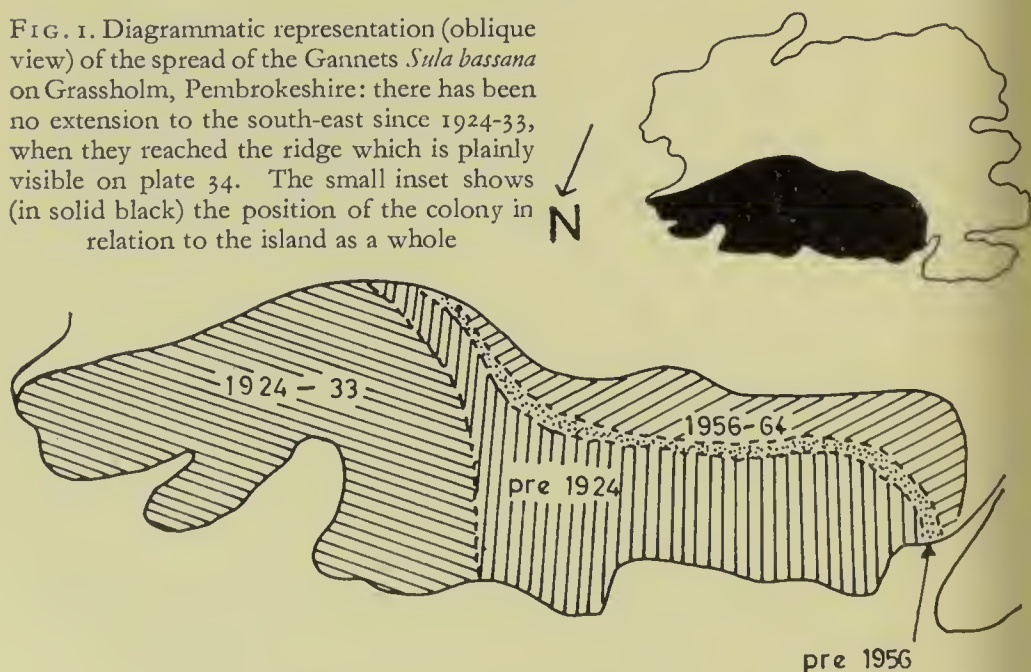 FIG. 1. Diagrammatic representation (oblique
view) of the spread of the Gannets Sula bassana
on Grassholm, Pembrokeshire: there has been
no extension to the south-east since 1924-33,
when they reached the ridge which is plainly
visible on plate 34. The small inset shows
(in solid black) the position of the colony in
relation to the island as a whole
N
1924 - 33
1956-64
pre 1924
pre 1956